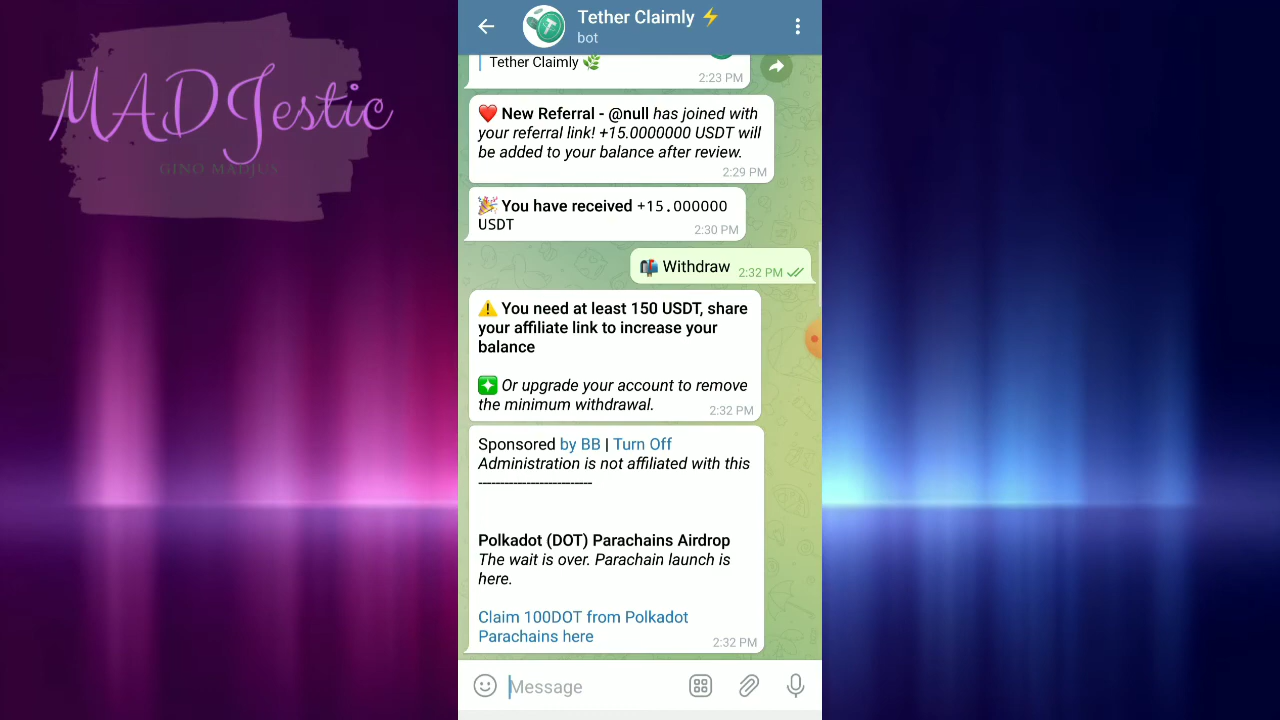 MADJestic
GINO MADJUS
Tether Claimly ⚡
bot
Tether Claimly 🌿
2:23 PM
❤️ New Referral - @null has joined with
your referral link! +15.0000000 USDT will
be added to your balance after review.
2:29 PM
🎉 You have received +15.000000
USDT
2:30 PM
📬 Withdraw 2:32 PM
⚠️ You need at least 150 USDT, share
your affiliate link to increase your
balance
❇️ Or upgrade your account to remove
the minimum withdrawal.
2:32 PM
Sponsored by BB | Turn Off
Administration is not affiliated with this
--------------------------
Polkadot (DOT) Parachains Airdrop
The wait is over. Parachain launch is
here.
Claim 100DOT from Polkadot
Parachains here
2:32 PM
Message